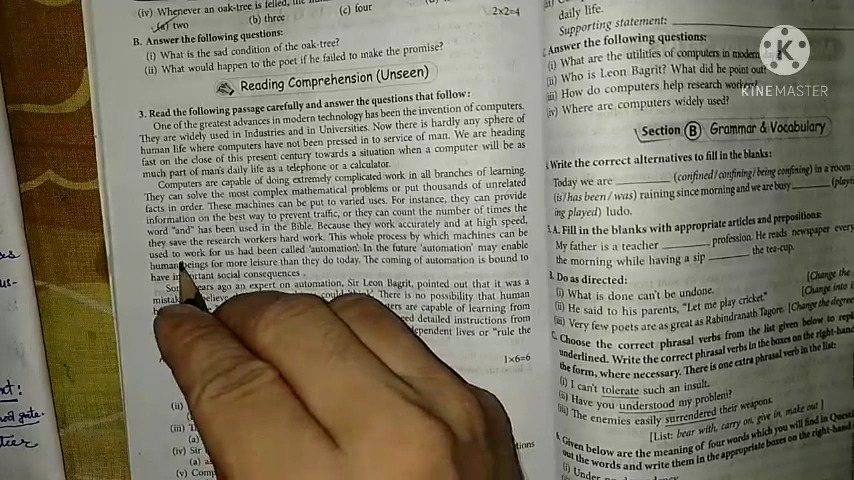 (iv) Whenever an oak-tree is felled, the
(a) two (b) three (c) four
B. Answer the following questions: 2×2=4
(i) What is the sad condition of the oak-tree?
(ii) What would happen to the poet if he failed to make the promise?
Reading Comprehension (Unseen)
3. Read the following passage carefully and answer the questions that follow:
One of the greatest advances in modern technology has been the invention of computers.
They are widely used in Industries and in Universities. Now there is hardly any sphere of
human life where computers have not been pressed in to service of man. We are heading
fast on the close of this present century towards a situation when a computer will be as
much part of man's daily life as a telephone or a calculator.
Computers are capable of doing extremely complicated work in all branches of learning.
They can solve the most complex mathematical problems or put thousands of unrelated
facts in order. These machines can be put to varied uses. For instance, they can provide
information on the best way to prevent traffic, or they can count the number of times the
word "and" has been used in the Bible. Because they work accurately and at high speed,
they save the research workers hard work. This whole process by which machines can be
used to work for us had been called 'automation'. In the future 'automation' may enable
human beings for more leisure than they do today. The coming of automation is bound to
have important social consequences .
years ago an expert on automation, Sir Leon Bagrit, pointed out that it was a
could think'. There is no possibility that human
are capable of learning from
detailed instructions from
lives or "rule the
1×6=6
(ii)
(iii)
(a)
(iv) Sir
(a)
(v)
daily life.
Supporting statement:
Answer the following questions:
(i) What are the utilities of computers in modern
(ii) Who is Leon Bagrit? What did he point out?
(iii) How do computers help research workers?
(iv) Where are computers widely used?
KINEMASTER
Section B Grammar & Vocabulary
Write the correct alternatives to fill in the blanks:
Today we are ________ (confined/confining/being confining) in a room
(is/has been/was) raining since morning and we are busy ________
ing played) ludo.
5.A. Fill in the blanks with appropriate articles and prepositions:
My father is a teacher ________ profession. He reads newspaper every
the morning while having a sip ________ the tea-cup.
B. Do as directed:
(i) What is done can't be undone. [Change the
(ii) He said to his parents, "Let me play cricket." [Change into
(iii) Very few poets are as great as Rabindranath Tagore. [Change the degree
C. Choose the correct phrasal verbs from the list given below to
underlined. Write the correct phrasal verbs in the boxes on the right-hand
the form, where necessary. There is one extra phrasal verb in the list:
(i) I can't tolerate such an insult.
(ii) Have you understood my problem?
(iii) The enemies easily surrendered their weapons.
[List: bear with, carry on, give in, make out ]
6. Given below are the meaning of four words which you will find in
out the words and write them in the appropriate boxes on the right-hand
(i) Under no